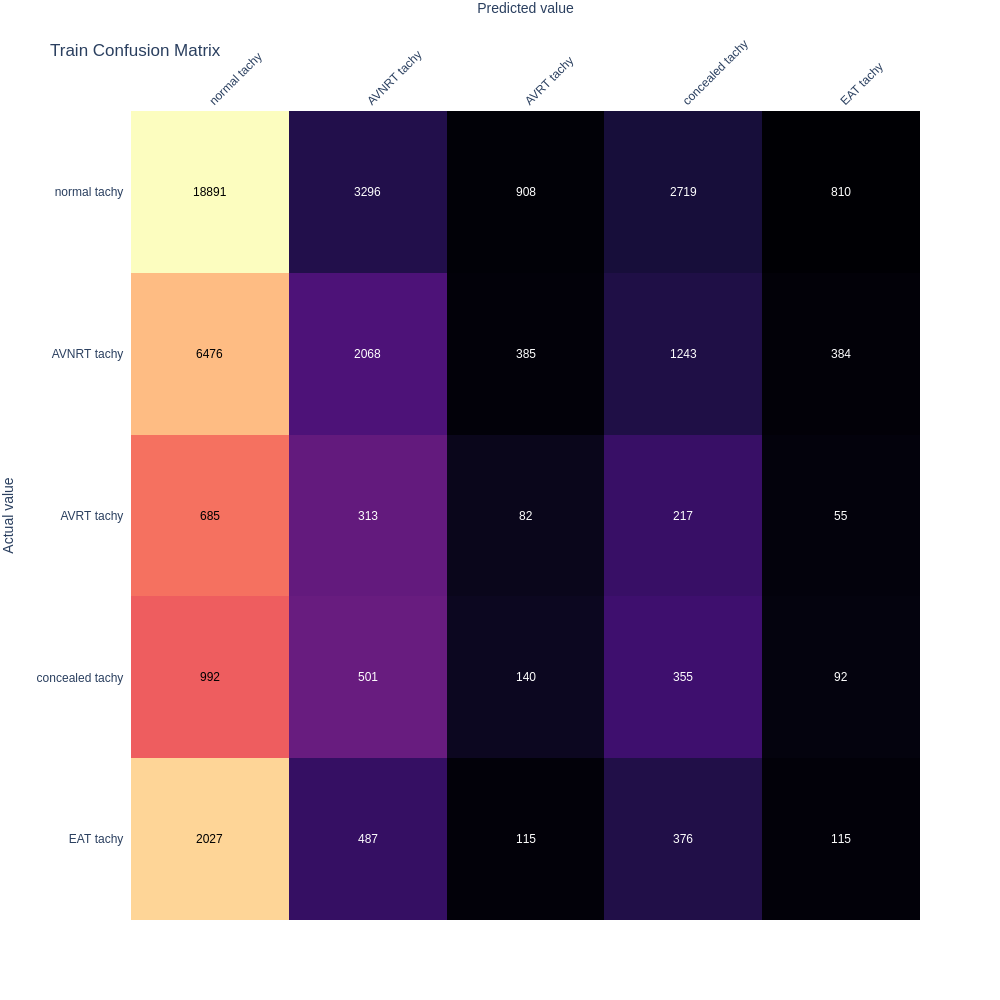 Predicted value
Train Confusion Matrix
normal tachy AVNRT tachy AVRT tachy concealed tachy EAT tachy
normal tachy 18891 3296 908 2719 810
AVNRT tachy 6476 2068 385 1243 384
AVRT tachy 685 313 82 217 55
concealed tachy 992 501 140 355 92
EAT tachy 2027 487 115 376 115
Actual value